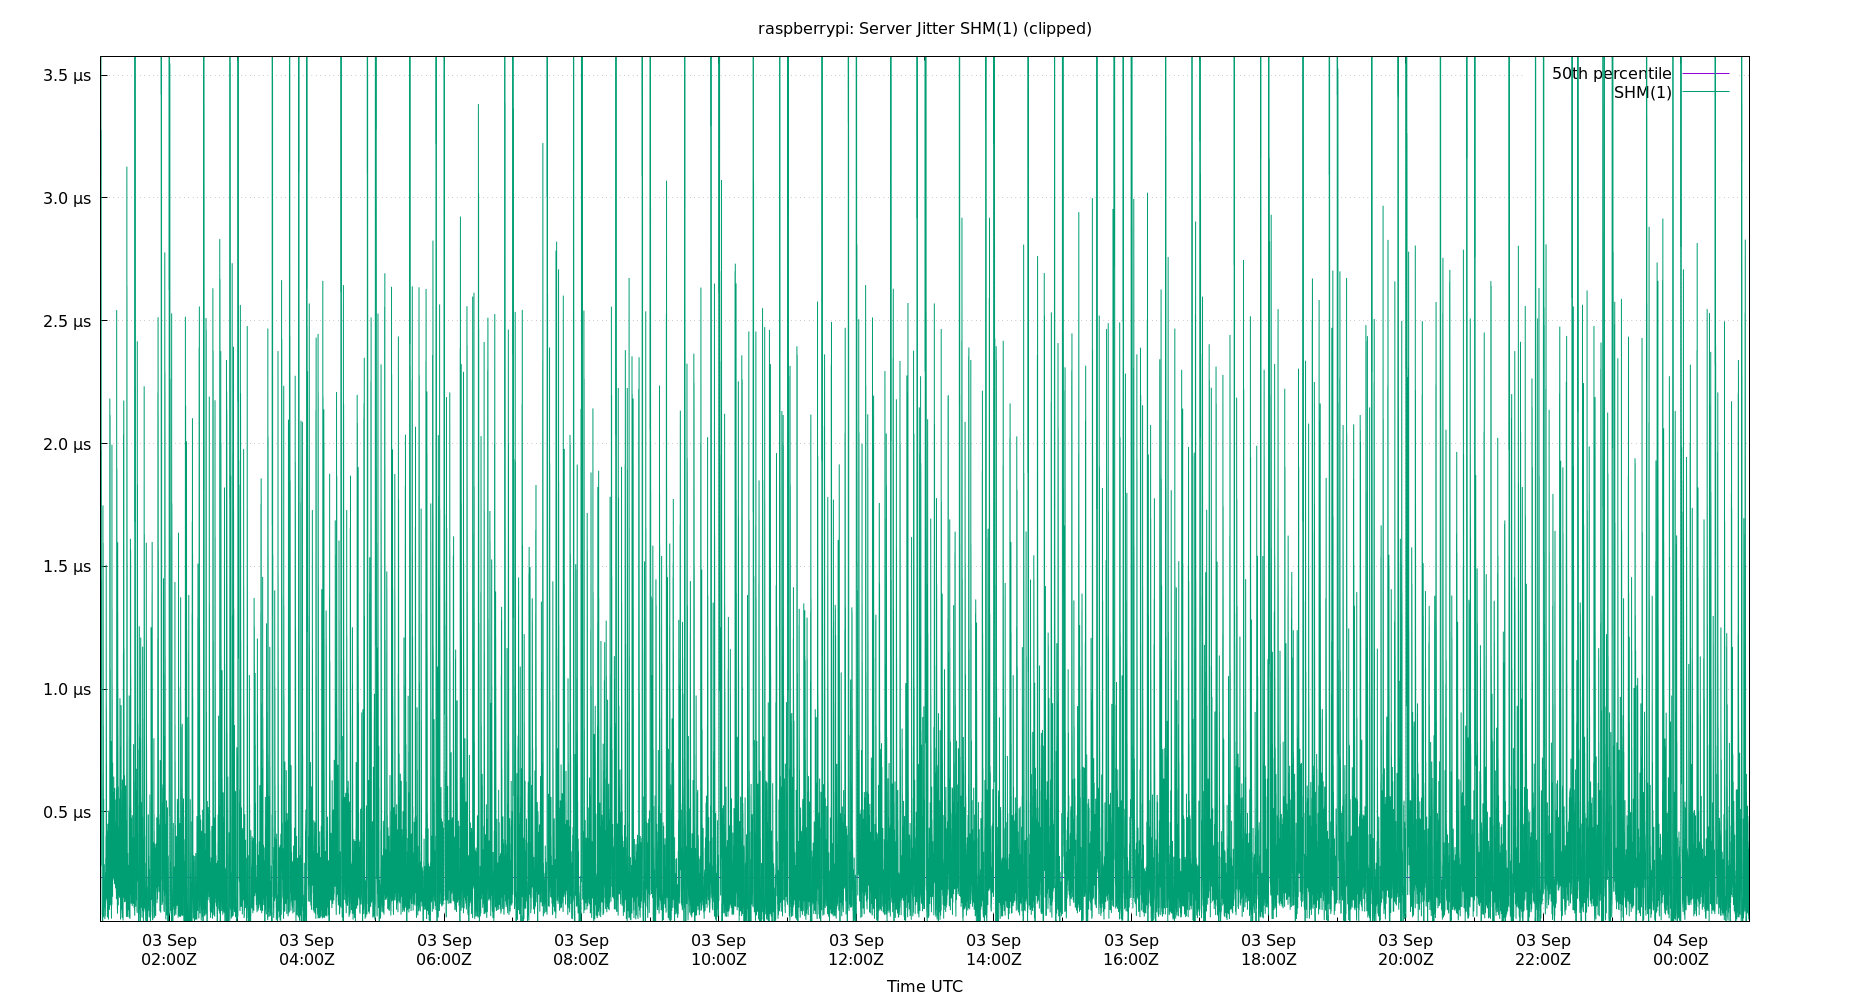 raspberrypi: Server Jitter SHM(1) (clipped)
3.5 µs
3.0 µs
2.5 µs
2.0 µs
1.5 µs
1.0 µs
0.5 µs
50th percentile
SHM(1)
03 Sep 03 Sep 03 Sep 03 Sep 03 Sep 03 Sep 03 Sep 03 Sep 03 Sep 03 Sep 03 Sep 04 Sep
02:00Z 04:00Z 06:00Z 08:00Z 10:00Z 12:00Z 14:00Z 16:00Z 18:00Z 20:00Z 22:00Z 00:00Z
Time UTC